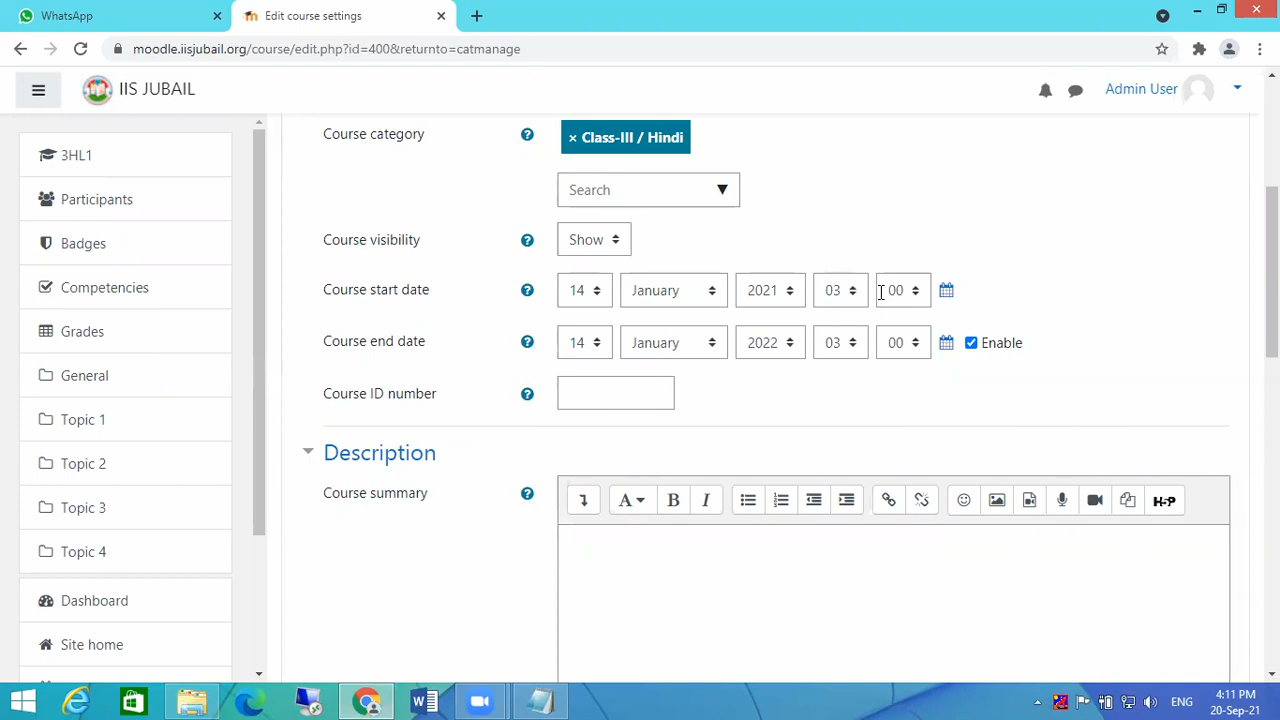 WhatsApp
Edit course settings
moodle.iisjubail.org/course/edit.php?id=400&returnto=catmanage
IIS JUBAIL
Admin User
3HL1
Participants
Badges
Competencies
Grades
General
Topic 1
Topic 2
Topic 3
Topic 4
Dashboard
Site home
Course category
× Class-III / Hindi
Search
Course visibility
Show
Course start date
14 January 2021 03 00
Course end date
14 January 2022 03 00 Enable
Course ID number
Description
Course summary
A B I H-P
ENG
4:11 PM
20-Sep-21